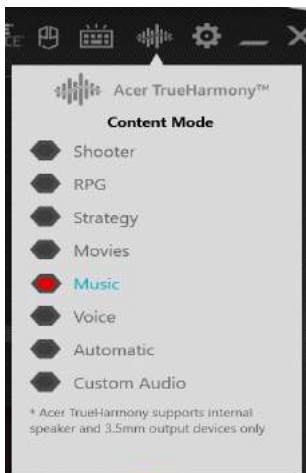 Acer TrueHarmony™
Content Mode
Shooter
RPG
Strategy
Movies
Music
Voice
Automatic
Custom Audio
* Acer TrueHarmony supports internal
speaker and 3.5mm output devices only